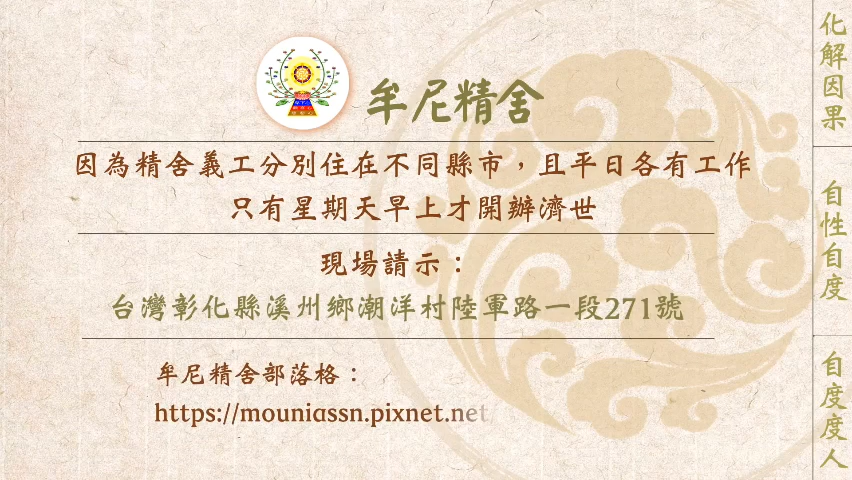 牟尼精舍
因為精舍義工分別住在不同縣市，且平日各有工作
只有星期天早上才開辦濟世
現場請示：
台灣彰化縣溪州鄉潮洋村陸軍路一段271號
牟尼精舍部落格：
https://mouniassn.pixnet.net/
化解因果
自性自度
自度度人